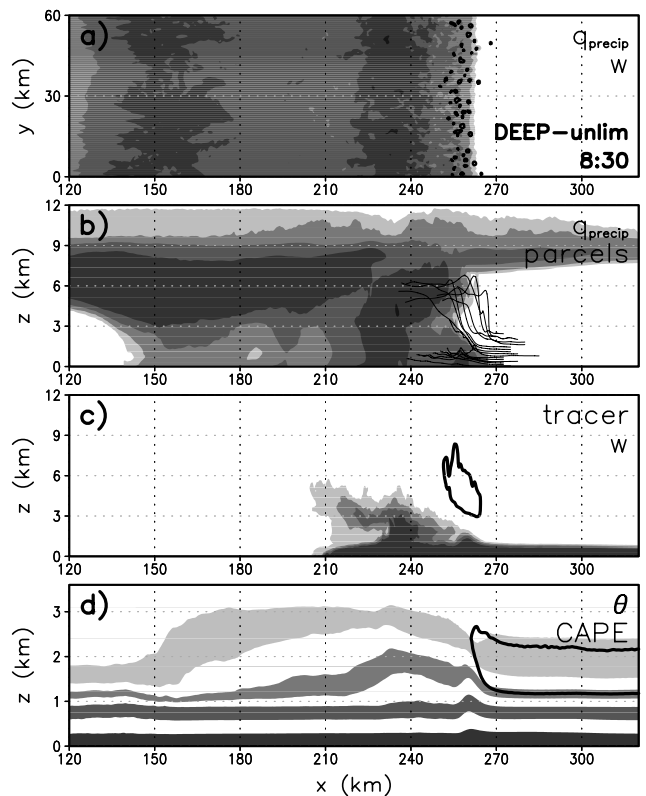 60
a)
q precip
w
y (km)
30
DEEP−unlim
8:30
0
120 150 180 210 240 270 300
12
b)
q precip
9
parcels
z (km)
6
3
0
120 150 180 210 240 270 300
12
c)
tracer
9
w
z (km)
6
3
0
120 150 180 210 240 270 300
d)
θ
3
CAPE
z (km)
2
1
0
120 150 180 210 240 270 300
x (km)